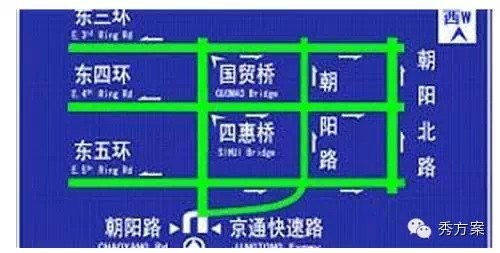 东三环
E.3rd Ring Rd
西W
东四环
E.4th Ring Rd
国贸桥
GUOMAO Bridge
朝阳路
朝阳北路
四惠桥
SIHUI Bridge
东五环
E.5th Ring Rd
朝阳路
京通快速路
CHAOYANG Rd
JINGTONG Expwy
秀方案